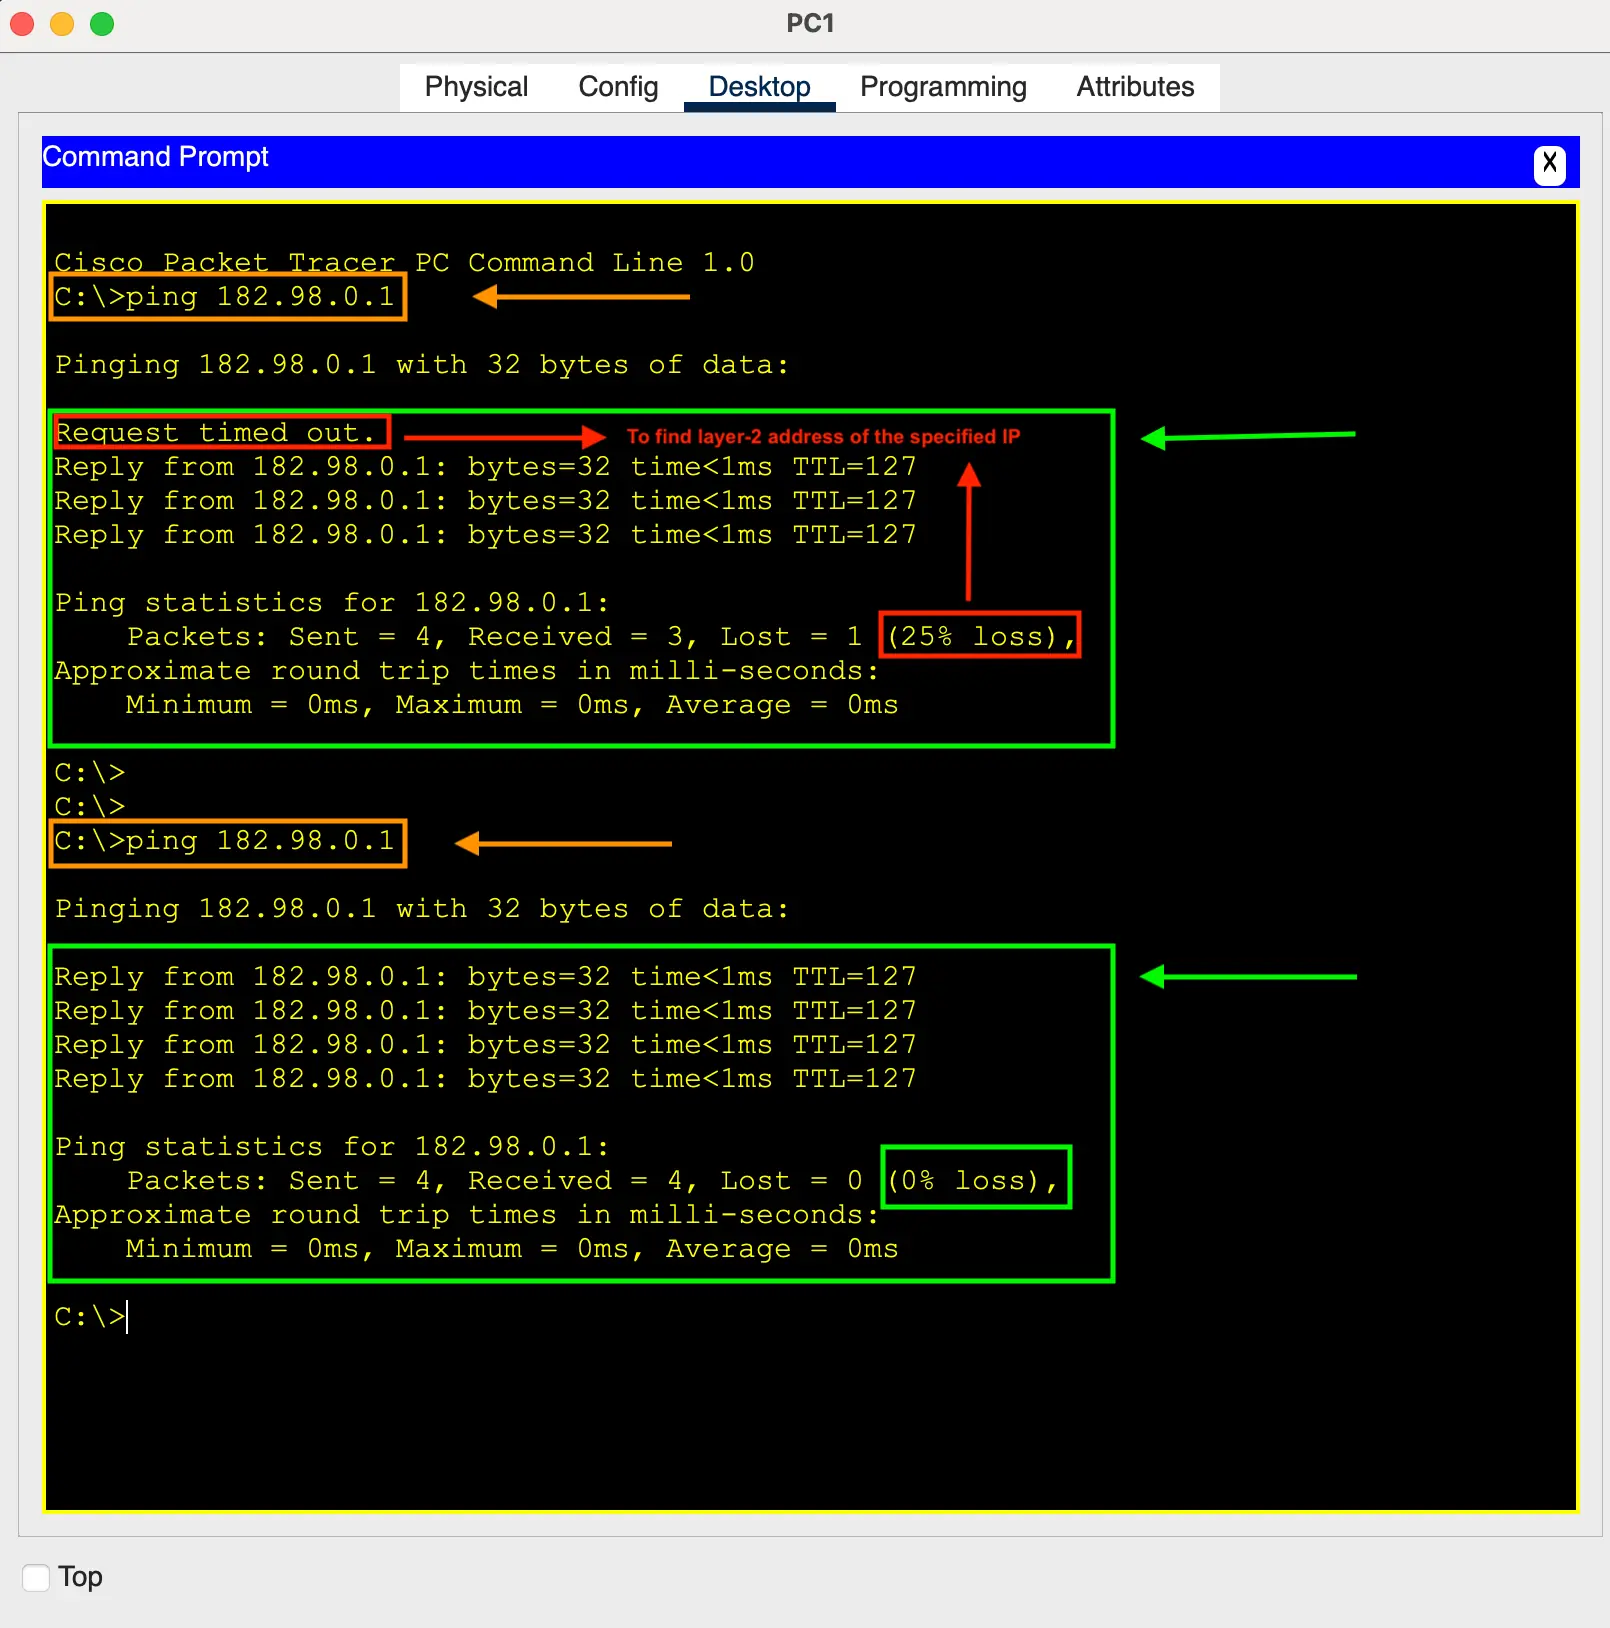 PC1
Physical Config Desktop Programming Attributes
Command Prompt
X
Cisco Packet Tracer PC Command Line 1.0
C:\>ping 182.98.0.1
Pinging 182.98.0.1 with 32 bytes of data:
Request timed out. To find layer-2 address of the specified IP
Reply from 182.98.0.1: bytes=32 time<1ms TTL=127
Reply from 182.98.0.1: bytes=32 time<1ms TTL=127
Reply from 182.98.0.1: bytes=32 time<1ms TTL=127
Ping statistics for 182.98.0.1:
Packets: Sent = 4, Received = 3, Lost = 1 (25% loss),
Approximate round trip times in milli-seconds:
Minimum = 0ms, Maximum = 0ms, Average = 0ms
C:\>
C:\>
C:\>ping 182.98.0.1
Pinging 182.98.0.1 with 32 bytes of data:
Reply from 182.98.0.1: bytes=32 time<1ms TTL=127
Reply from 182.98.0.1: bytes=32 time<1ms TTL=127
Reply from 182.98.0.1: bytes=32 time<1ms TTL=127
Reply from 182.98.0.1: bytes=32 time<1ms TTL=127
Ping statistics for 182.98.0.1:
Packets: Sent = 4, Received = 4, Lost = 0 (0% loss),
Approximate round trip times in milli-seconds:
Minimum = 0ms, Maximum = 0ms, Average = 0ms
C:\>
Top